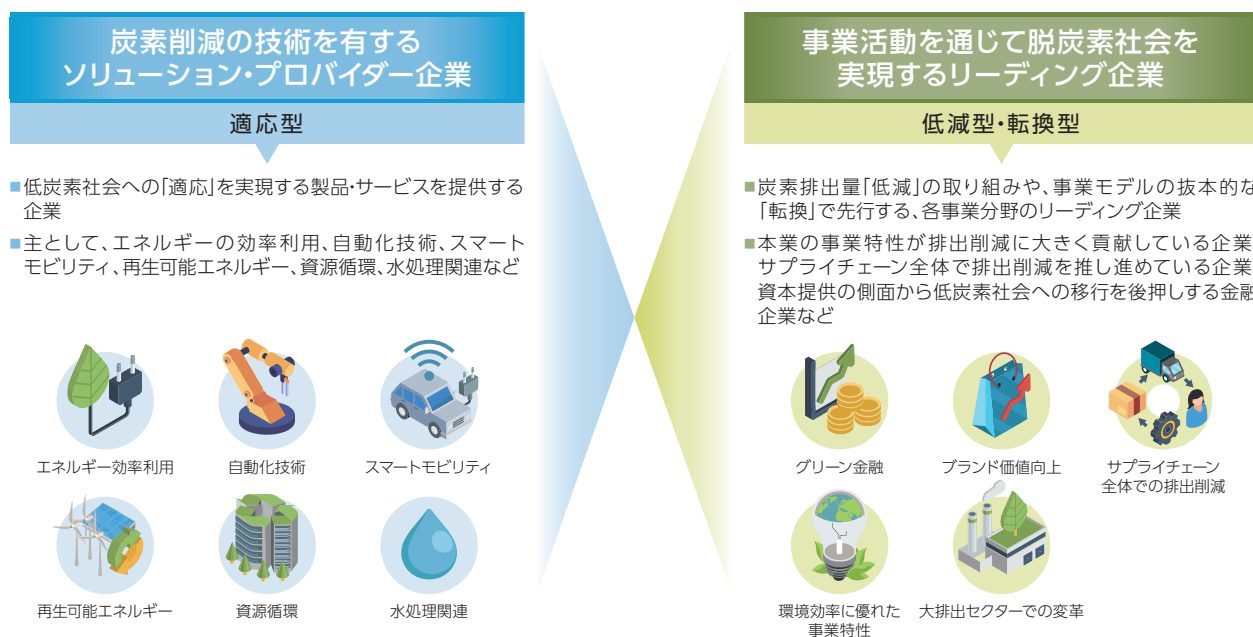 炭素削減の技術を有する
ソリューション・プロバイダー企業
適応型
■低炭素社会への「適応」を実現する製品・サービスを提供する
企業
■主として、エネルギーの効率利用、自動化技術、スマート
モビリティ、再生可能エネルギー、資源循環、水処理関連など
エネルギー効率利用
自動化技術
スマートモビリティ
再生可能エネルギー
資源循環
水処理関連
事業活動を通じて脱炭素社会を
実現するリーディング企業
低減型・転換型
■炭素排出量「低減」の取り組みや、事業モデルの抜本的な
「転換」で先行する、各事業分野のリーディング企業
■本業の事業特性が排出削減に大きく貢献している企業
サプライチェーン全体で排出削減を推し進めている企業
資本提供の側面から低炭素社会への移行を後押しする金融
企業など
グリーン金融
ブランド価値向上
サプライチェーン
全体での排出削減
環境効率に優れた
事業特性
大排出セクターでの変革